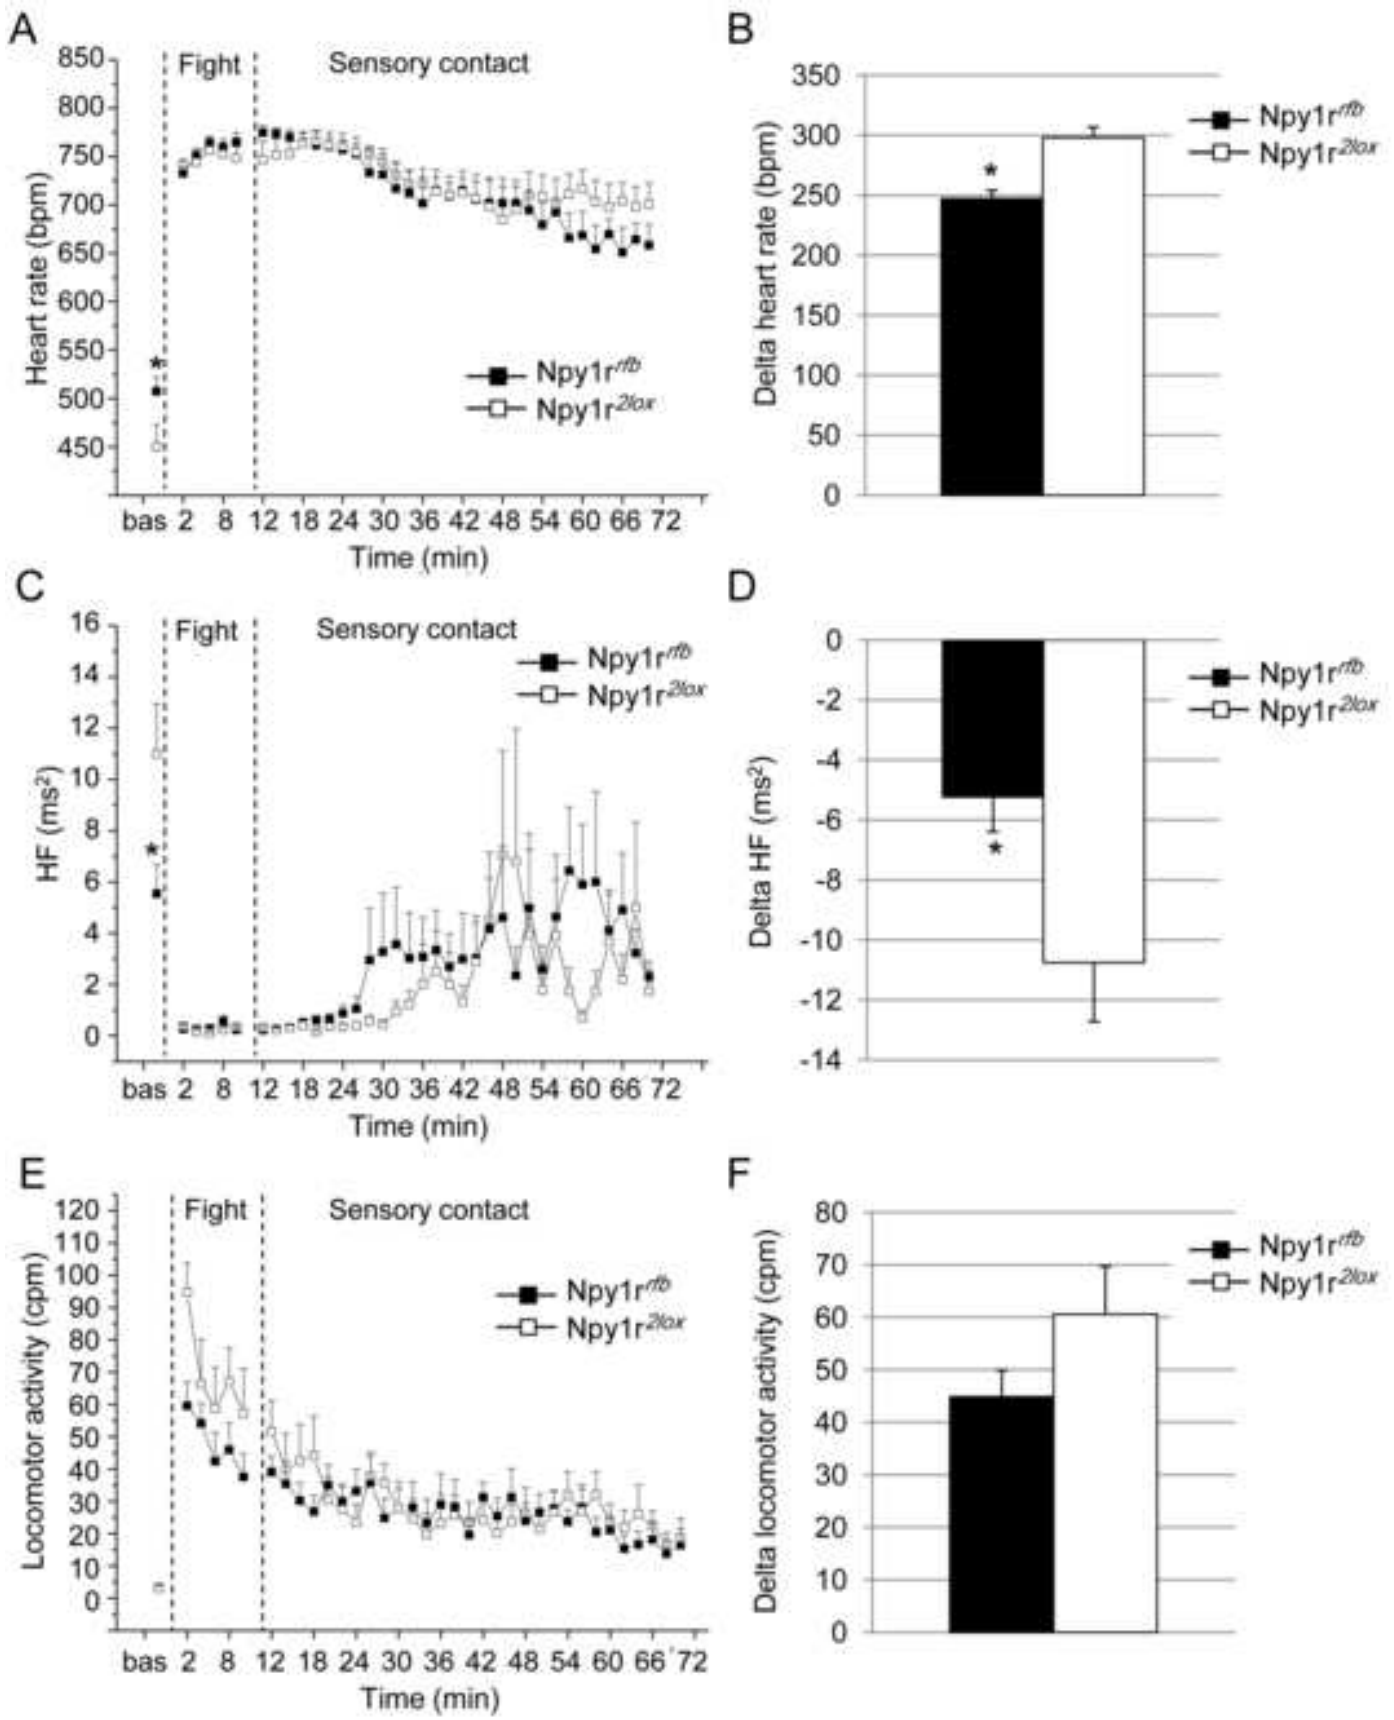 A
850
800
750
700
650
600
550
500
450
Heart rate (bpm)
Fight
Sensory contact
*
Npy1r^rfb
Npy1r^2lox
bas 2 8 12 18 24 30 36 42 48 54 60 66 72
Time (min)
B
350
300
250
200
150
100
50
0
Delta heart rate (bpm)
*
Npy1r^rfb
Npy1r^2lox
C
16
14
12
10
8
6
4
2
0
HF (ms²)
Fight
Sensory contact
*
Npy1r^rfb
Npy1r^2lox
bas 2 8 12 18 24 30 36 42 48 54 60 66 72
Time (min)
D
0
-2
-4
-6
-8
-10
-12
-14
Delta HF (ms²)
*
Npy1r^rfb
Npy1r^2lox
E
120
110
100
90
80
70
60
50
40
30
20
10
0
Locomotor activity (cpm)
Fight
Sensory contact
Npy1r^rfb
Npy1r^2lox
bas 2 8 12 18 24 30 36 42 48 54 60 66 72
Time (min)
F
80
70
60
50
40
30
20
10
0
Delta locomotor activity (cpm)
Npy1r^rfb
Npy1r^2lox